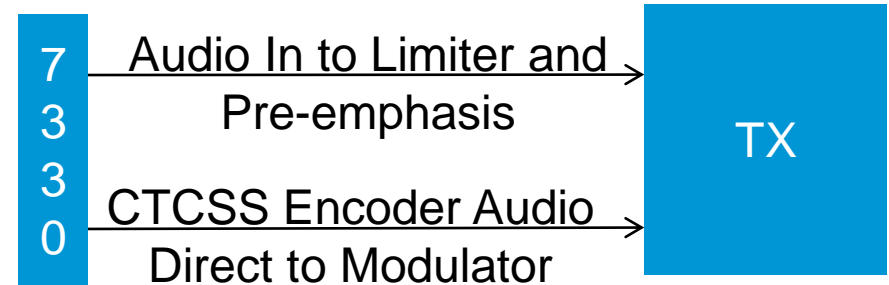 7
3
3
0
Audio In to Limiter and
Pre-emphasis
CTCSS Encoder Audio
Direct to Modulator
TX